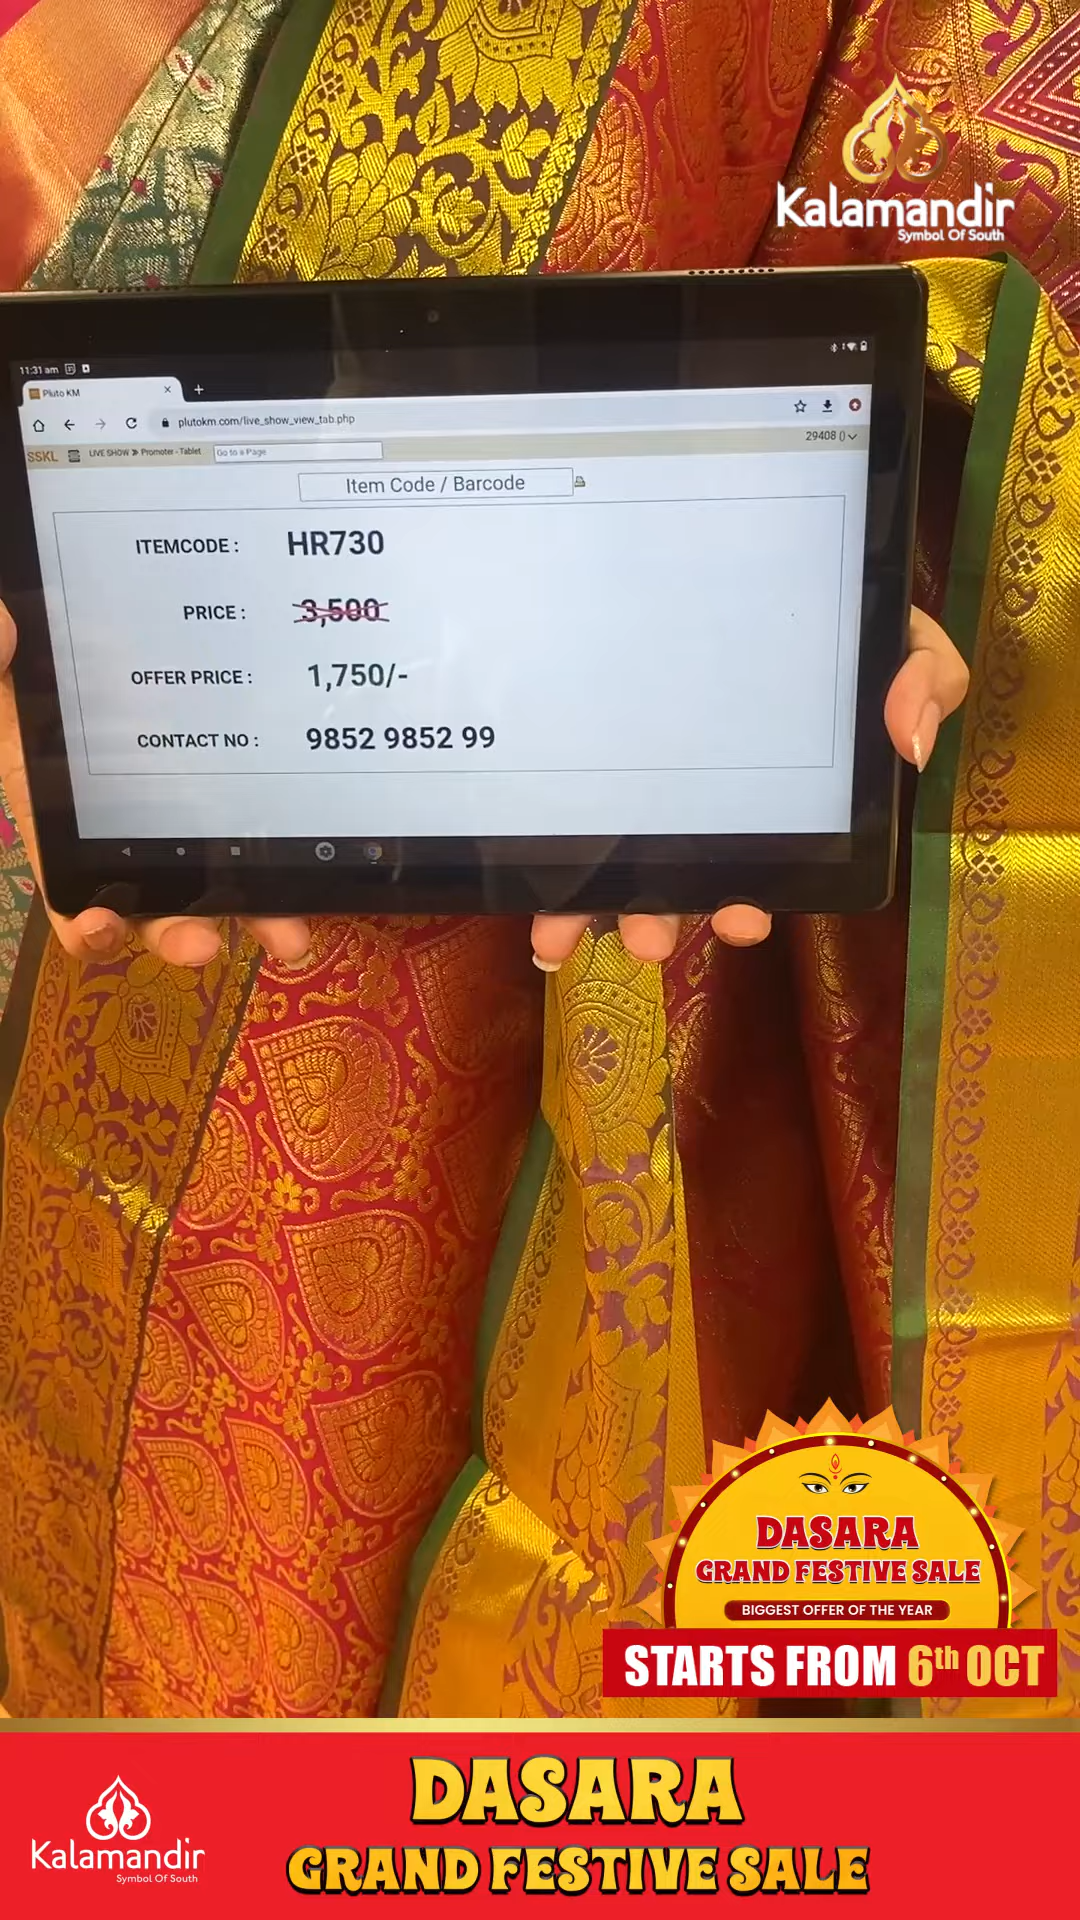 Kalamandir
Symbol Of South
11:31 am
Pluto KM
plutokm.com/live_show_view_tab.php
29408 ()
SSKL
LIVE SHOW
Promoter - Tablet
Go to a Page
Item Code / Barcode
ITEMCODE : HR730
PRICE : 3,500
OFFER PRICE : 1,750/-
CONTACT NO : 9852 9852 99
DASARA
GRAND FESTIVE SALE
BIGGEST OFFER OF THE YEAR
STARTS FROM 6th OCT
Kalamandir
Symbol Of South
DASARA
GRAND FESTIVE SALE